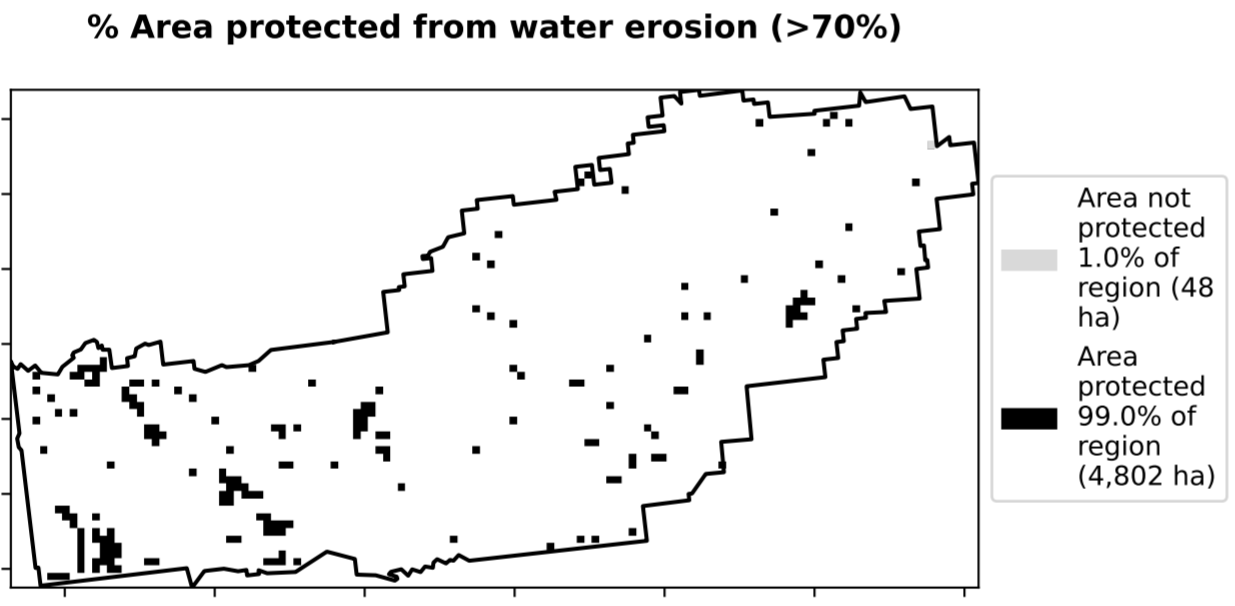 % Area protected from water erosion (>70%)
Area not
protected
1.0% of
region (48
ha)
Area
protected
99.0% of
region
(4,802 ha)